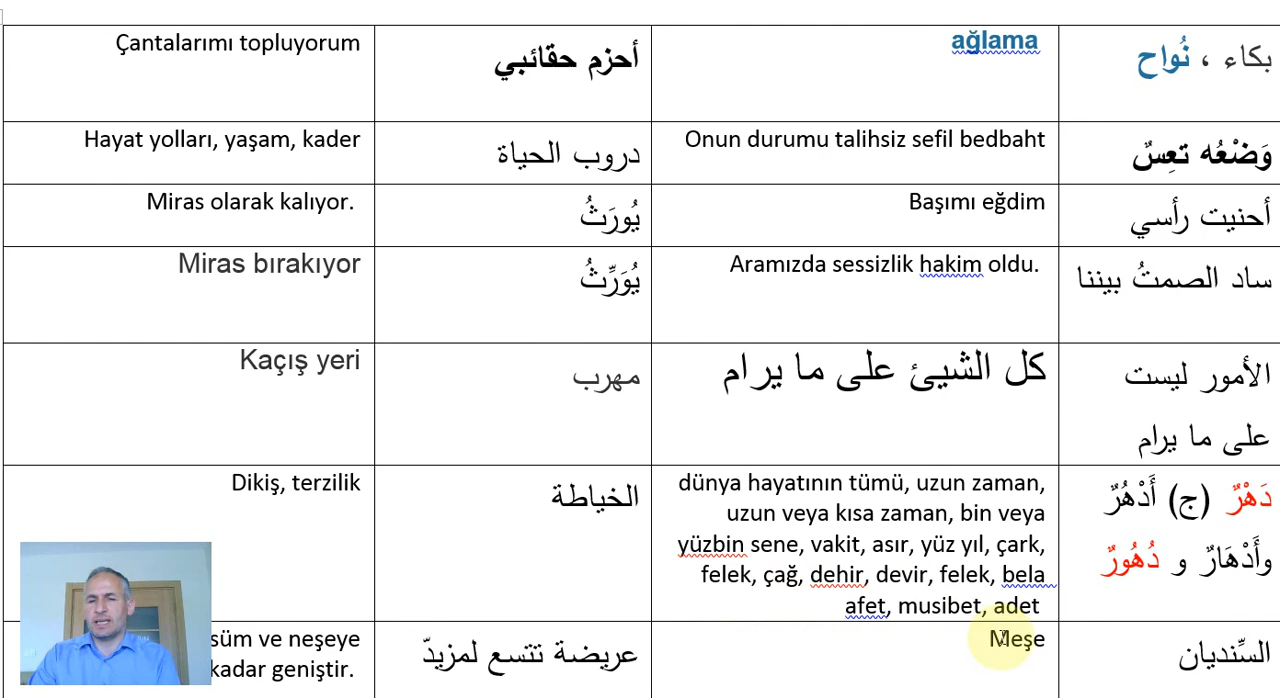 بكاء ، نُواح
ağlama
أحزم حقائبي
Çantalarımı topluyorum
وَضْعُه تعِسٌ
Onun durumu talihsiz sefil bedbaht
دروب الحياة
Hayat yolları, yaşam, kader
أحنيت رأسي
Başımı eğdim
يُورَثُ
Miras olarak kalıyor.
ساد الصمتُ بيننا
Aramızda sessizlik hakim oldu.
يُوَرِّثُ
Miras bırakıyor
الأمور ليست
على ما يرام
كل الشيئ على ما يرام
مهرب
Kaçış yeri
دَهْرٌ (ج) أَدْهُرٌ
وأَدْهَارٌ و دُهُورٌ
dünya hayatının tümü, uzun zaman,
uzun veya kısa zaman, bin veya
yüzbin sene, vakit, asır, yüz yıl, çark,
felek, çağ, dehir, devir, felek, bela
afet, musibet, adet
الخياطة
Dikiş, terzilik
السِّنديان
Meşe
عريضة تتسع لمزيدّ
süm ve neşeye
kadar geniştir.